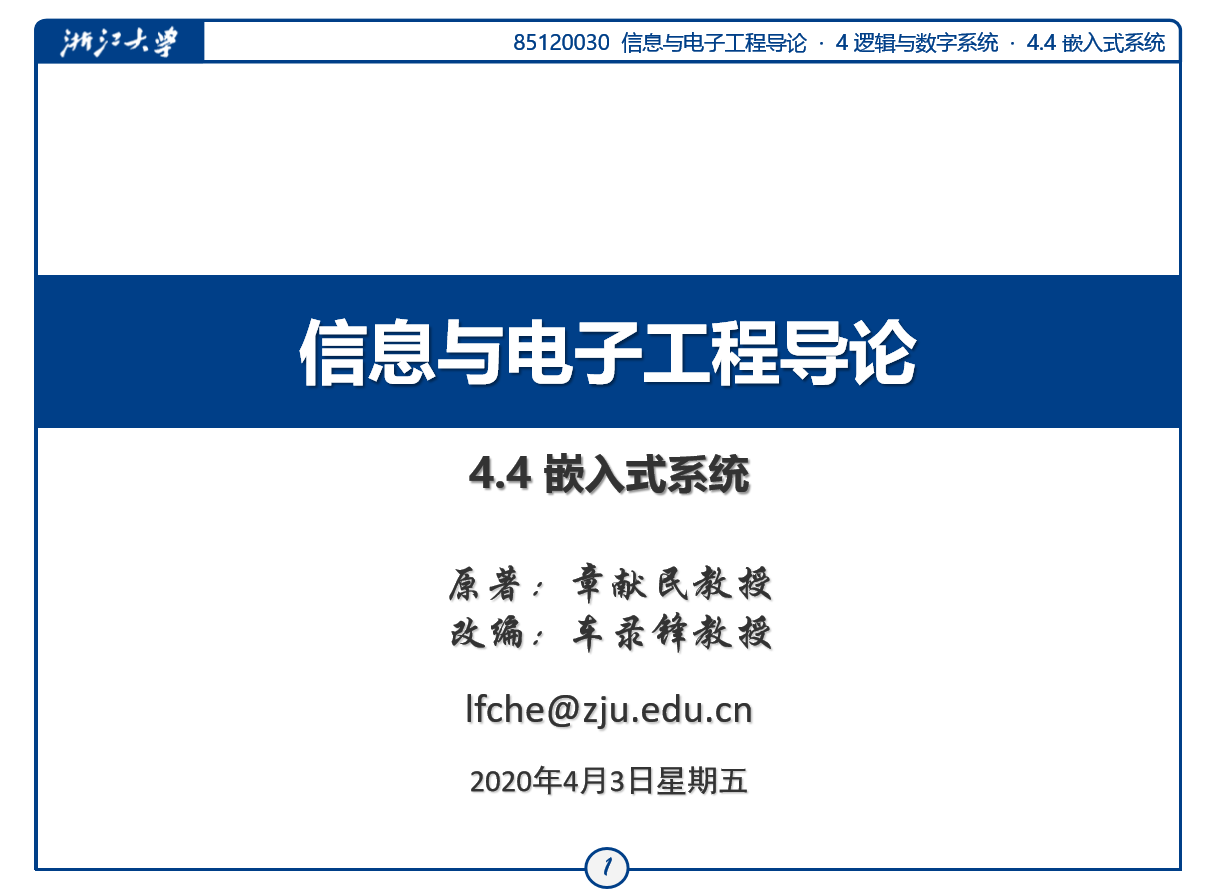 浙江大学
85120030 信息与电子工程导论 · 4 逻辑与数字系统 · 4.4 嵌入式系统
信息与电子工程导论
4.4 嵌入式系统
原著：章献民教授
改编：车录锋教授
lfche@zju.edu.cn
2020年4月3日星期五
1